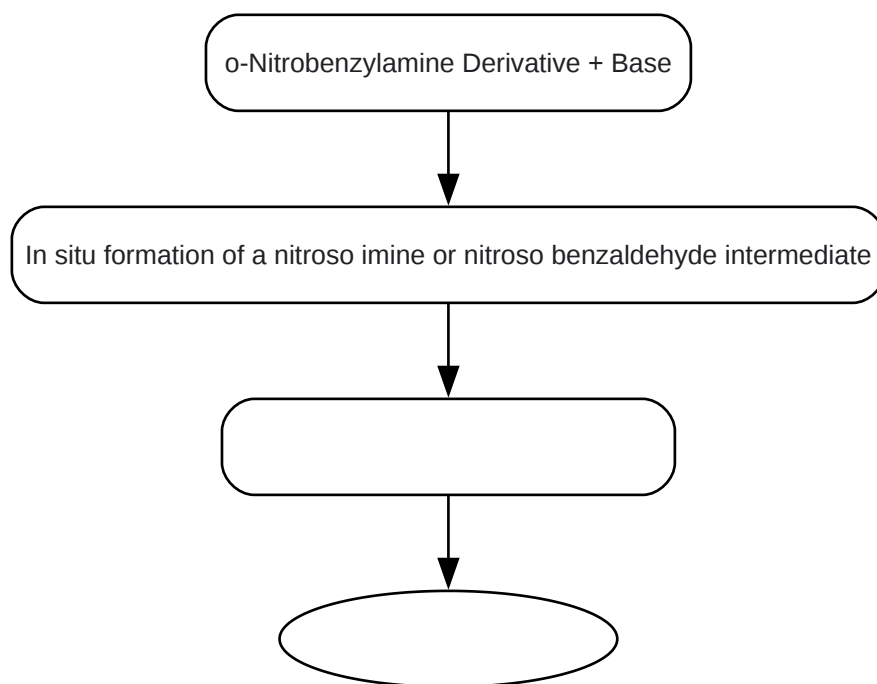 o-Nitrobenzylamine Derivative + Base
In situ formation of a nitroso imine or nitroso benzaldehyde intermediate